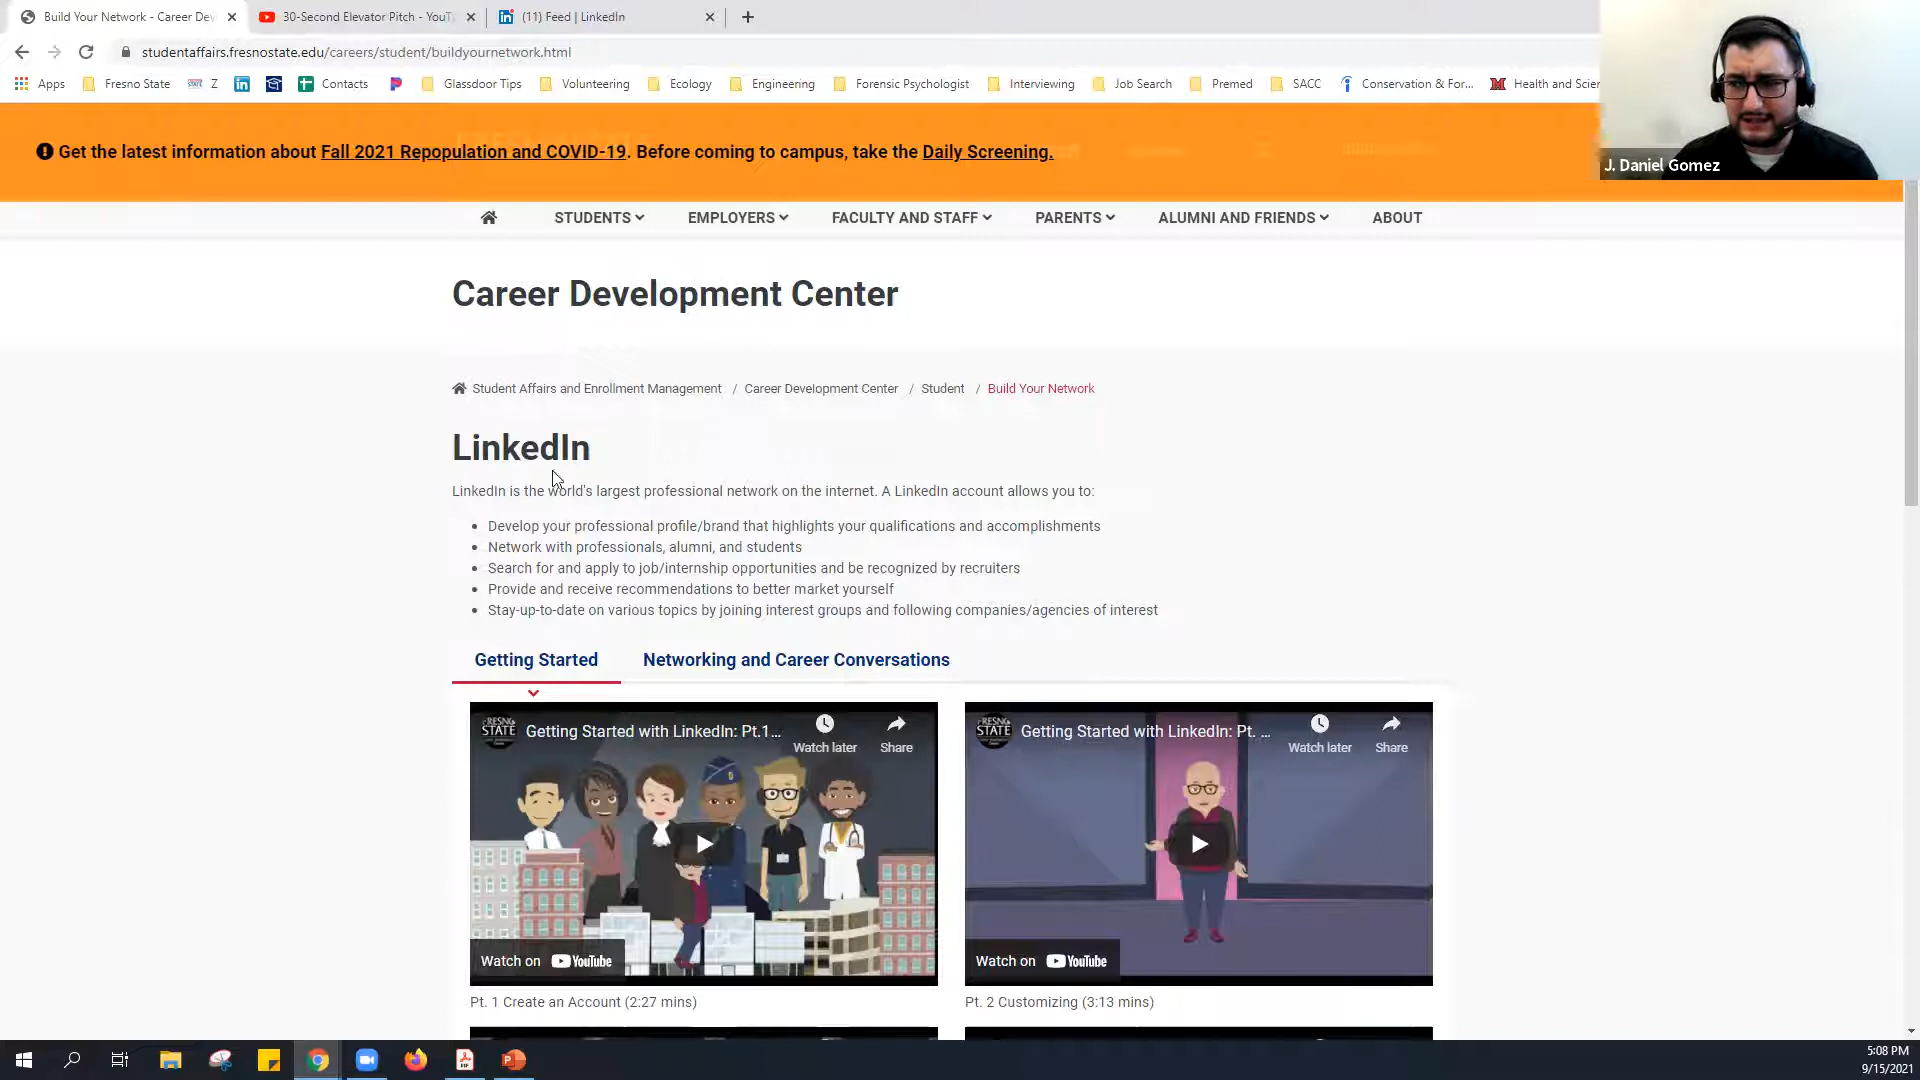 Build Your Network - Career De
30-Second Elevator Pitch - YouT
(11) Feed | LinkedIn
studentaffairs.fresnostate.edu/careers/student/buildyournetwork.html
Apps
Fresno State
Z
Contacts
Glassdoor Tips
Volunteering
Ecology
Engineering
Forensic Psychologist
Interviewing
Job Search
Premed
SACC
Conservation & For...
Health and Scien
J. Daniel Gomez
Get the latest information about Fall 2021 Repopulation and COVID-19. Before coming to campus, take the Daily Screening.
STUDENTS
EMPLOYERS
FACULTY AND STAFF
PARENTS
ALUMNI AND FRIENDS
ABOUT
Career Development Center
Student Affairs and Enrollment Management / Career Development Center / Student / Build Your Network
LinkedIn
LinkedIn is the world's largest professional network on the internet. A LinkedIn account allows you to:
Develop your professional profile/brand that highlights your qualifications and accomplishments
Network with professionals, alumni, and students
Search for and apply to job/internship opportunities and be recognized by recruiters
Provide and receive recommendations to better market yourself
Stay-up-to-date on various topics by joining interest groups and following companies/agencies of interest
Getting Started
Networking and Career Conversations
FRESNO STATE
Getting Started with LinkedIn: Pt.1...
Watch later
Share
Watch on YouTube
Pt. 1 Create an Account (2:27 mins)
FRESNO STATE
Getting Started with LinkedIn: Pt. ...
Watch later
Share
Watch on YouTube
Pt. 2 Customizing (3:13 mins)
5:08 PM
9/15/2021